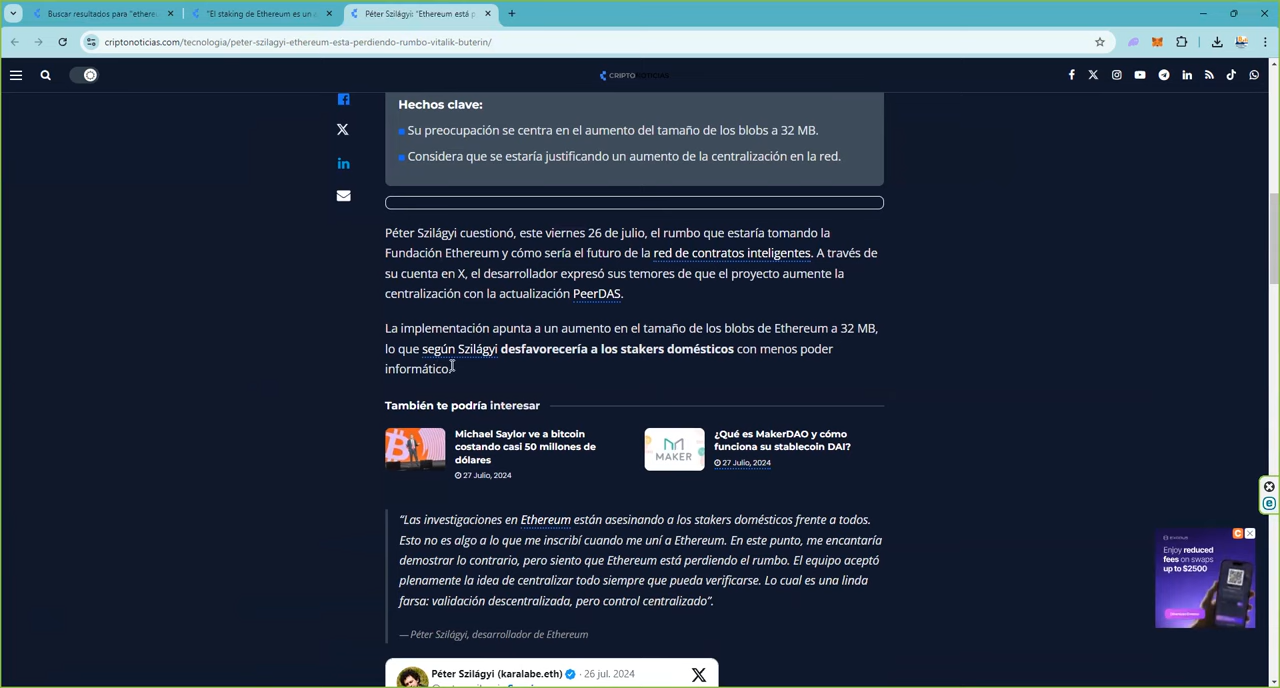 Buscar resultados para "ethere
"El staking de Ethereum es un
Péter Szilágyi: "Ethereum está p
criptonoticias.com/tecnologia/peter-szilagyi-ethereum-esta-perdiendo-rumbo-vitalik-buterin/
CRIPTONOTICIAS
Hechos clave:
Su preocupación se centra en el aumento del tamaño de los blobs a 32 MB.
Considera que se estaría justificando un aumento de la centralización en la red.
Péter Szilágyi cuestionó, este viernes 26 de julio, el rumbo que estaría tomando la
Fundación Ethereum y cómo sería el futuro de la red de contratos inteligentes. A través de
su cuenta en X, el desarrollador expresó sus temores de que el proyecto aumente la
centralización con la actualización PeerDAS.
La implementación apunta a un aumento en el tamaño de los blobs de Ethereum a 32 MB,
lo que según Szilágyi desfavorecería a los stakers domésticos con menos poder
informático.
También te podría interesar
Michael Saylor ve a bitcoin
costando casi 50 millones de
dólares
27 Julio, 2024
¿Qué es MakerDAO y cómo
funciona su stablecoin DAI?
27 Julio, 2024
MAKER
“Las investigaciones en Ethereum están asesinando a los stakers domésticos frente a todos.
Esto no es algo a lo que me inscribí cuando me uní a Ethereum. En este punto, me encantaría
demostrar lo contrario, pero siento que Ethereum está perdiendo el rumbo. El equipo aceptó
plenamente la idea de centralizar todo siempre que pueda verificarse. Lo cual es una linda
farsa: validación descentralizada, pero control centralizado”.
— Péter Szilágyi, desarrollador de Ethereum
Péter Szilágyi (karalabe.eth) · 26 jul. 2024
Enjoy reduced
fees on swaps
up to $2500